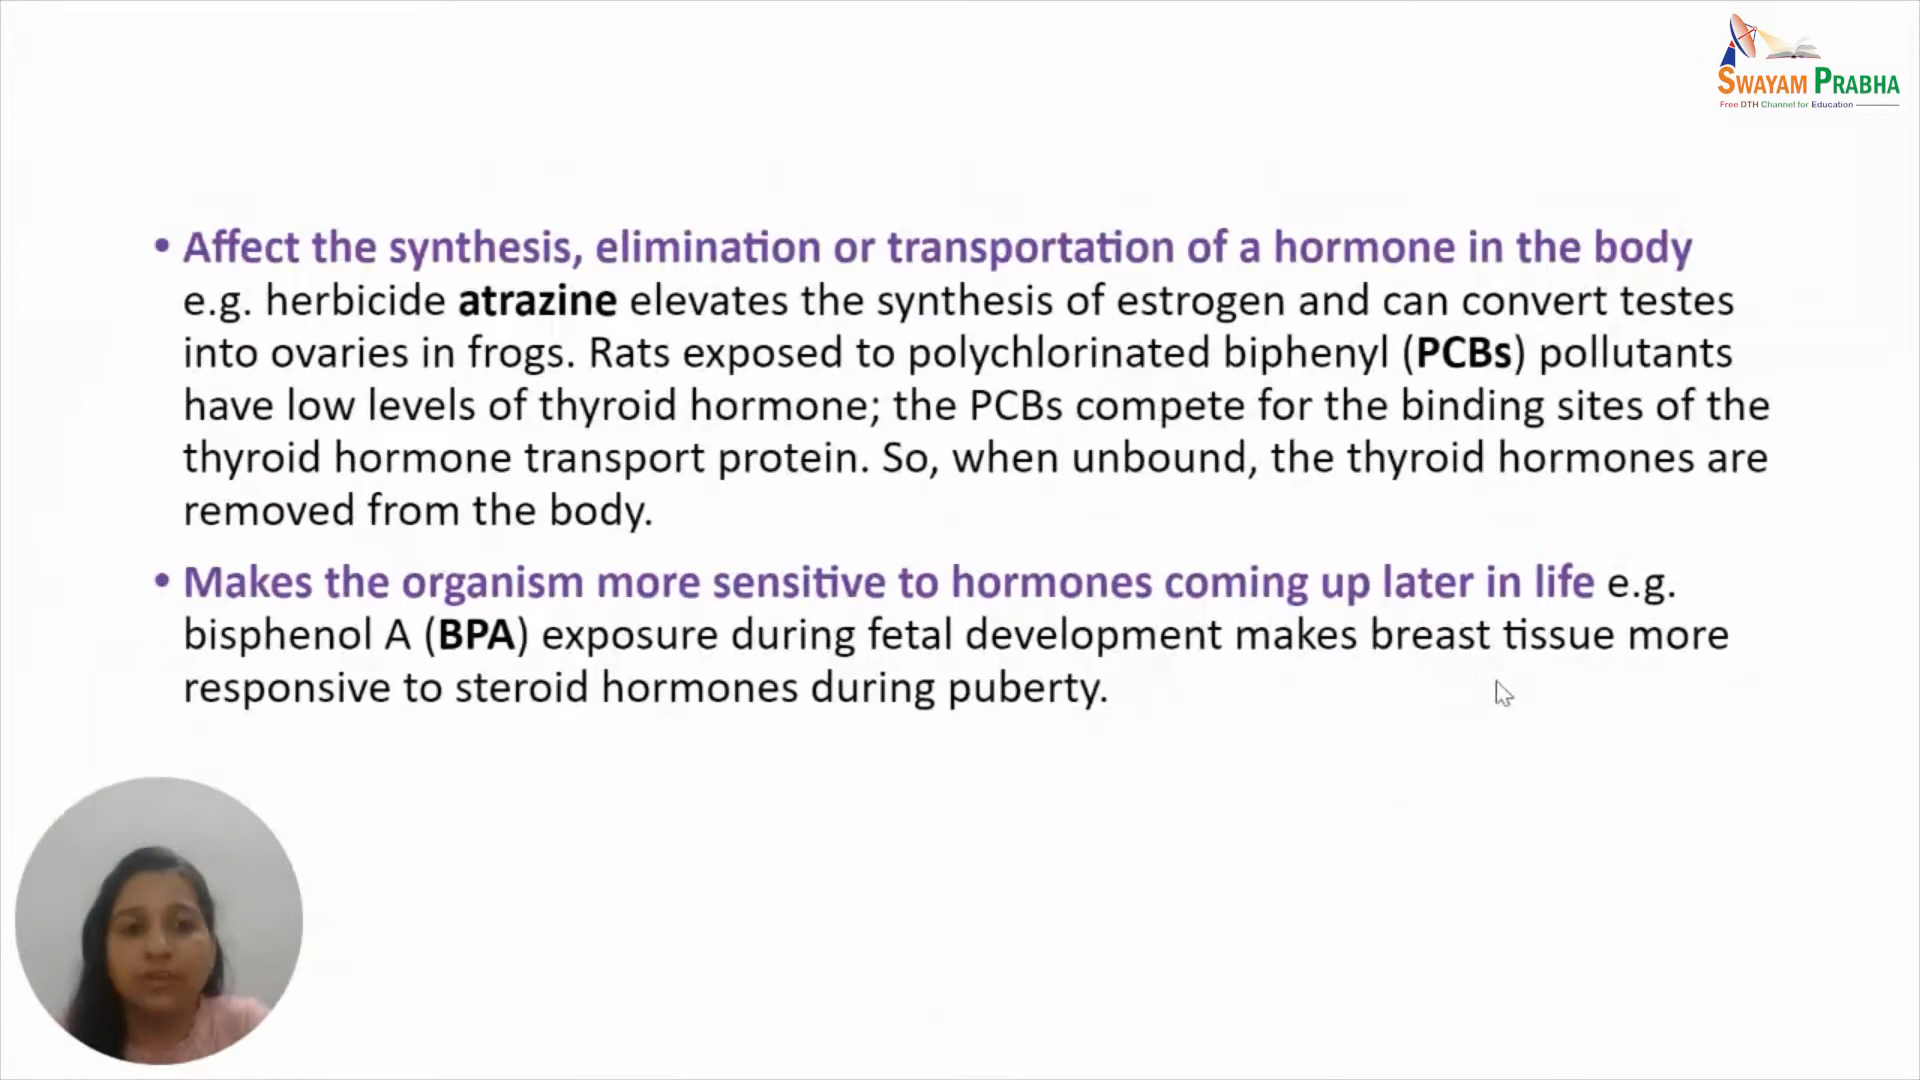 SWAYAM PRABHA
Free DTH Channel for Education
• Affect the synthesis, elimination or transportation of a hormone in the body
e.g. herbicide atrazine elevates the synthesis of estrogen and can convert testes
into ovaries in frogs. Rats exposed to polychlorinated biphenyl (PCBs) pollutants
have low levels of thyroid hormone; the PCBs compete for the binding sites of the
thyroid hormone transport protein. So, when unbound, the thyroid hormones are
removed from the body.
• Makes the organism more sensitive to hormones coming up later in life e.g.
bisphenol A (BPA) exposure during fetal development makes breast tissue more
responsive to steroid hormones during puberty.